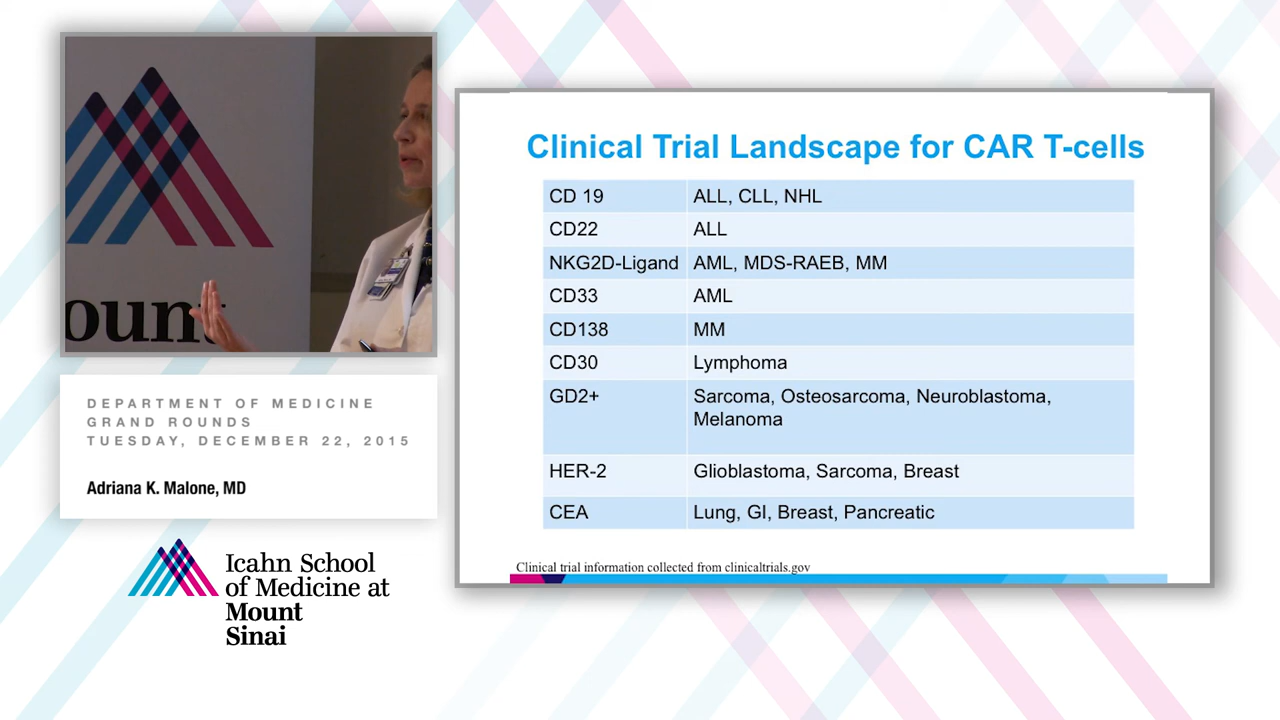 ount
DEPARTMENT OF MEDICINE
GRAND ROUNDS
TUESDAY, DECEMBER 22, 2015
Adriana K. Malone, MD
Icahn School
of Medicine at
Mount
Sinai
Clinical Trial Landscape for CAR T-cells
CD 19 ALL, CLL, NHL
CD22 ALL
NKG2D-Ligand AML, MDS-RAEB, MM
CD33 AML
CD138 MM
CD30 Lymphoma
GD2+ Sarcoma, Osteosarcoma, Neuroblastoma,
Melanoma
HER-2 Glioblastoma, Sarcoma, Breast
CEA Lung, GI, Breast, Pancreatic
Clinical trial information collected from clinicaltrials.gov